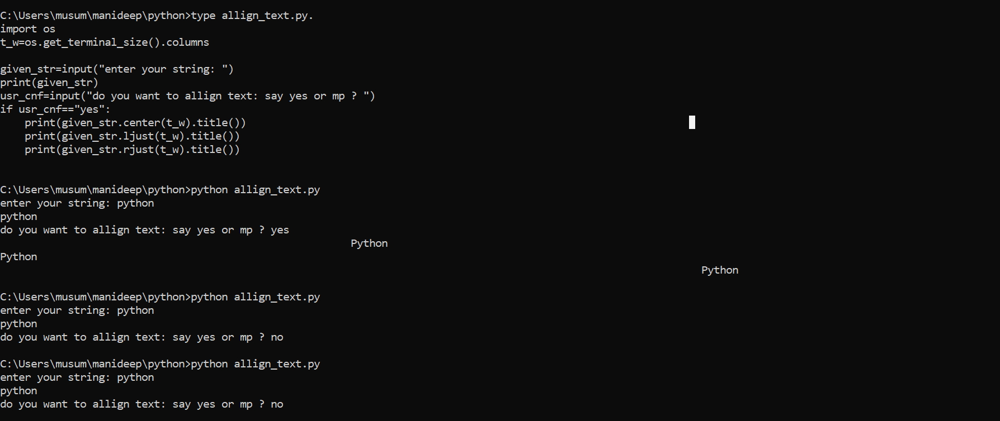 C:\Users\musum\manideep\python>type allign_text.py.
import os
t_w=os.get_terminal_size().columns
given_str=input("enter your string: ")
print(given_str)
usr_cnf=input("do you want to allign text: say yes or mp ? ")
if usr_cnf=="yes":
    print(given_str.center(t_w).title())
    print(given_str.ljust(t_w).title())
    print(given_str.rjust(t_w).title())
C:\Users\musum\manideep\python>python allign_text.py
enter your string: python
python
do you want to allign text: say yes or mp ? yes
Python
Python
Python
C:\Users\musum\manideep\python>python allign_text.py
enter your string: python
python
do you want to allign text: say yes or mp ? no
C:\Users\musum\manideep\python>python allign_text.py
enter your string: python
python
do you want to allign text: say yes or mp ? no